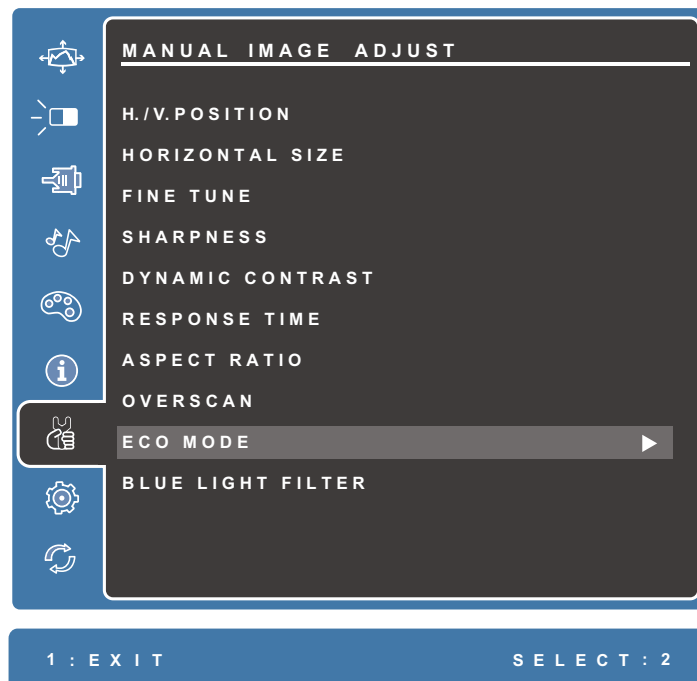 MANUAL IMAGE ADJUST
H./V.POSITION
HORIZONTAL SIZE
FINE TUNE
SHARPNESS
DYNAMIC CONTRAST
RESPONSE TIME
ASPECT RATIO
OVERSCAN
ECO MODE
BLUE LIGHT FILTER
1:EXIT SELECT:2